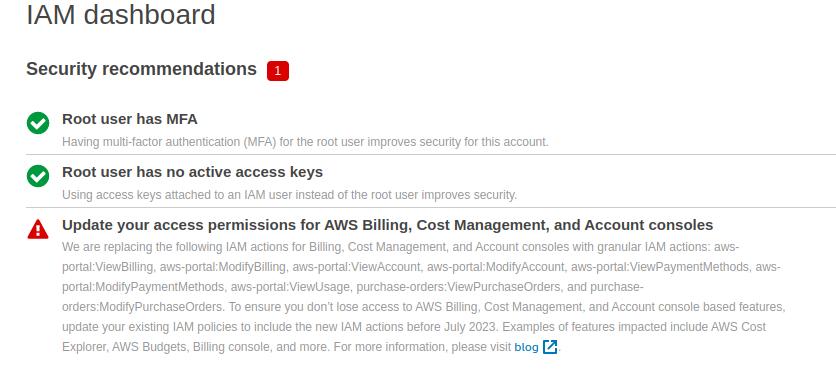 IAM dashboard
Security recommendations 1
Root user has MFA
Having multi-factor authentication (MFA) for the root user improves security for this account.
Root user has no active access keys
Using access keys attached to an IAM user instead of the root user improves security.
Update your access permissions for AWS Billing, Cost Management, and Account consoles
We are replacing the following IAM actions for Billing, Cost Management, and Account consoles with granular IAM actions: aws-
portal:ViewBilling, aws-portal:ModifyBilling, aws-portal:ViewAccount, aws-portal:ModifyAccount, aws-portal:ViewPaymentMethods, aws-
portal:ModifyPaymentMethods, aws-portal:ViewUsage, purchase-orders:ViewPurchaseOrders, and purchase-
orders:ModifyPurchaseOrders. To ensure you don’t lose access to AWS Billing, Cost Management, and Account console based features,
update your existing IAM policies to include the new IAM actions before July 2023. Examples of features impacted include AWS Cost
Explorer, AWS Budgets, Billing console, and more. For more information, please visit blog.